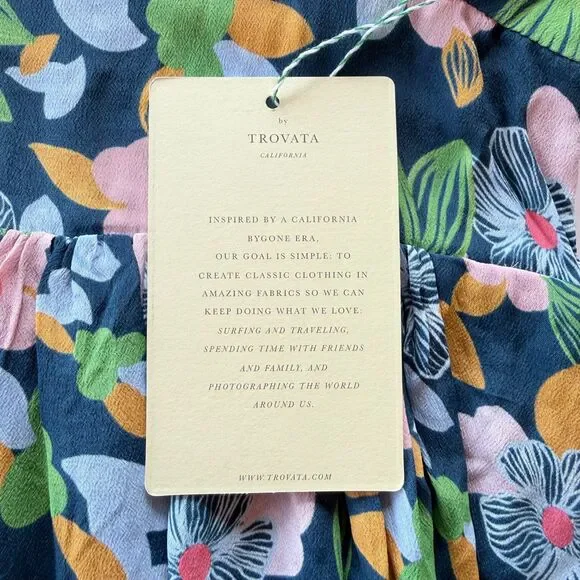 by
TROVATA
CALIFORNIA
INSPIRED BY A CALIFORNIA
BYGONE ERA,
OUR GOAL IS SIMPLE: TO
CREATE CLASSIC CLOTHING IN
AMAZING FABRICS SO WE CAN
KEEP DOING WHAT WE LOVE:
SURFING AND TRAVELING,
SPENDING TIME WITH FRIENDS
AND FAMILY, AND
PHOTOGRAPHING THE WORLD
AROUND US.
WWW.TROVATA.COM